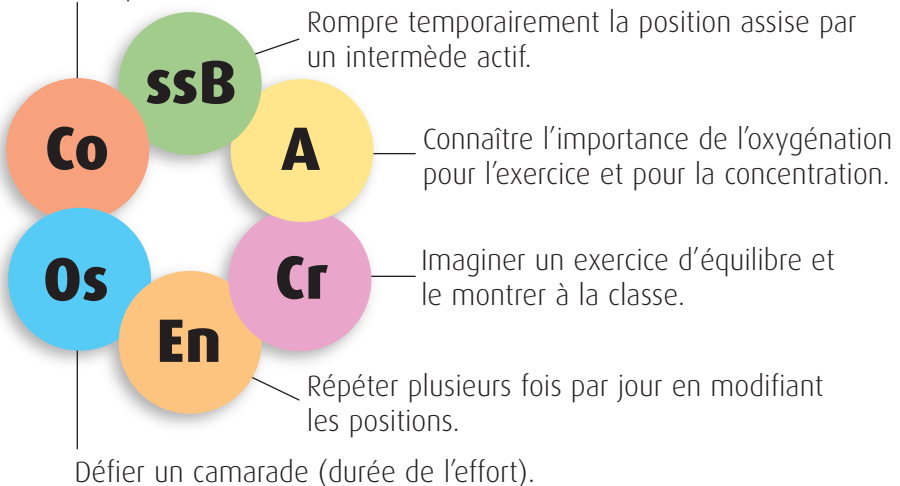 Rompre temporairement la position assise par
un intermède actif.
ssB
Co
A
Connaître l’importance de l’oxygénation
pour l’exercice et pour la concentration.
Os
Cr
Imaginer un exercice d’équilibre et
le montrer à la classe.
En
Répéter plusieurs fois par jour en modifiant
les positions.
Défier un camarade (durée de l’effort).